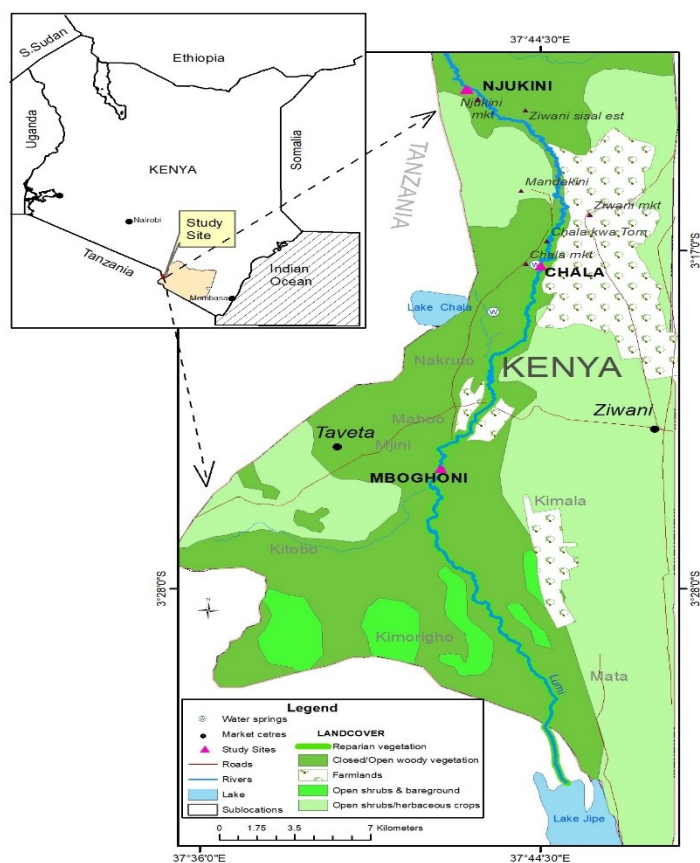 S.Sudan
Ethiopia
Uganda
KENYA
Somalia
Nairobi
Study
Site
Tanzania
Mombasa
Indian
Ocean
37°44'30"E
NJUKINI
Njukini
mkt
Ziwani sisal est
TANZANIA
Mandakini
Ziwani mkt
Chala kwa Tom
3°17'0"S
Chala mkt
W
CHALA
Lake Chala
W
Nakruto
KENYA
Mahoo
Ziwani
Taveta
Mjini
MBOGHONI
Kimala
Kitobo
3°28'0"S
3°28'0"S
Kimorigho
Mata
Lumi
Legend
W Water springs
Market cetres
Study Sites
Roads
Rivers
Lake
Sublocations
LANDCOVER
Reparian vegetation
Closed/Open woody vegetation
Farmlands
Open shrubs & bareground
Open shrubs/herbaceous crops
0 1.75 3.5 7 Kilometers
Lake Jipe
37°36'0"E
37°44'30"E